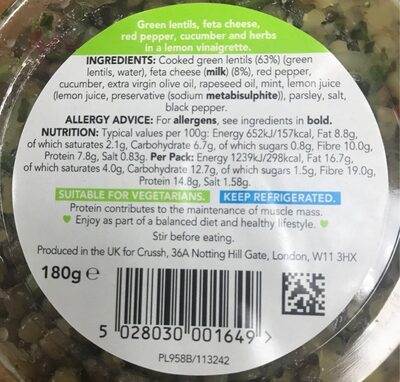 Green lentils, feta cheese,
red pepper, cucumber and herbs
in a lemon vinaigrette.
INGREDIENTS: Cooked green lentils (63%) (green
lentils, water), feta cheese (milk) (8%), red pepper,
cucumber, extra virgin olive oil, rapeseed oil, mint, lemon juice
(lemon juice, preservative (sodium metabisulphite)), parsley, salt,
black pepper.
ALLERGY ADVICE: For allergens, see ingredients in bold.
NUTRITION: Typical values per 100g: Energy 652kJ/157kcal, Fat 8.8g,
of which saturates 2.1g, Carbohydrate 6.7g, of which sugars 0.8g, Fibre 10.0g,
Protein 7.8g, Salt 0.83g. Per Pack: Energy 1239kJ/298kcal, Fat 16.7g,
of which saturates 4.0g, Carbohydrate 12.7g, of which sugars 1.5g, Fibre 19.0g,
Protein 14.8g, Salt 1.58g.
SUITABLE FOR VEGETARIANS. KEEP REFRIGERATED.
Protein contributes to the maintenance of muscle mass.
Enjoy as part of a balanced diet and healthy lifestyle.
Stir before eating.
Produced in the UK for Crussh, 36A Notting Hill Gate, London, W11 3HX
180g e
5 028030 001649 >
PL958B/113242